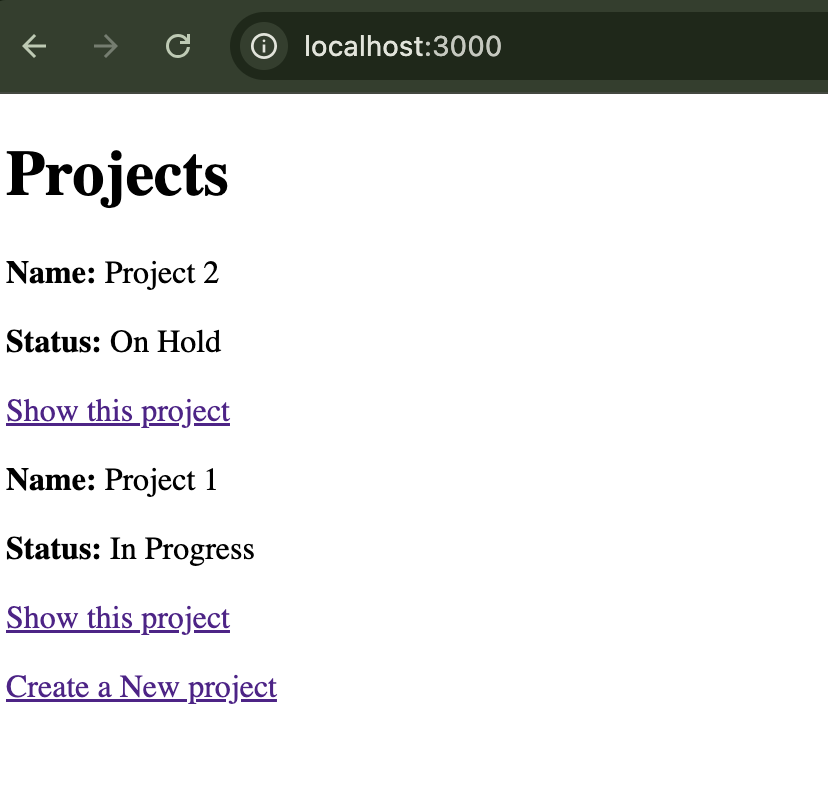 localhost:3000
Projects
Name: Project 2
Status: On Hold
Show this project
Name: Project 1
Status: In Progress
Show this project
Create a New project